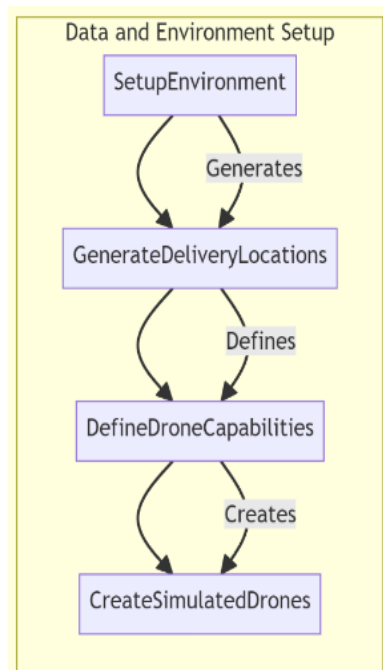 Data and Environment Setup
SetupEnvironment
Generates
GenerateDeliveryLocations
Defines
DefineDroneCapabilities
Creates
CreateSimulatedDrones